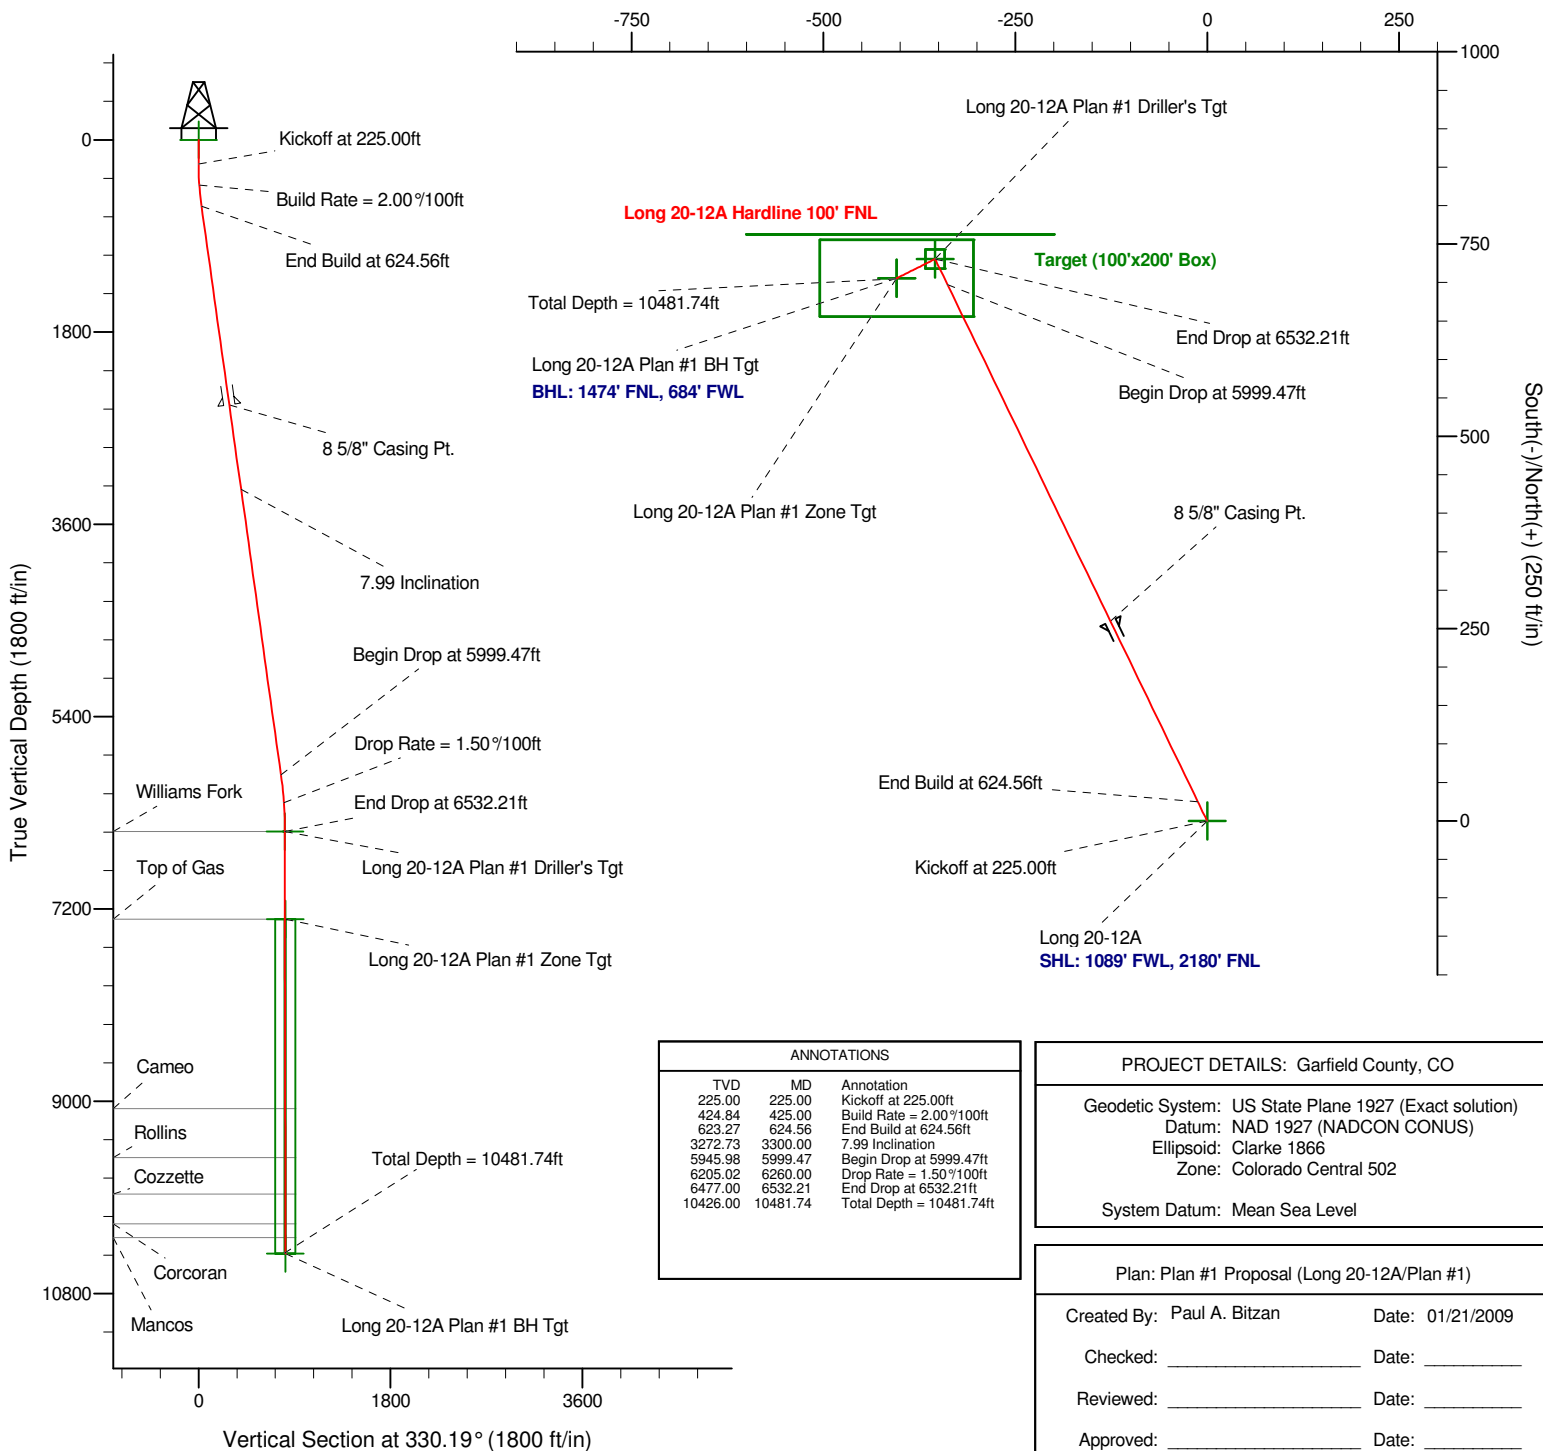 -750
-500
-250
0
250
1000
750
500
250
0
South(-)/North(+) (250 ft/in)
Long 20-12A Plan #1 Driller's Tgt
Long 20-12A Hardline 100' FNL
Target (100'x200' Box)
Total Depth = 10481.74ft
End Drop at 6532.21ft
Long 20-12A Plan #1 BH Tgt
BHL: 1474' FNL, 684' FWL
Begin Drop at 5999.47ft
Long 20-12A Plan #1 Zone Tgt
8 5/8" Casing Pt.
End Build at 624.56ft
Kickoff at 225.00ft
Long 20-12A
SHL: 1089' FWL, 2180' FNL
True Vertical Depth (1800 ft/in)
0
1800
3600
5400
7200
9000
10800
Kickoff at 225.00ft
Build Rate = 2.00°/100ft
End Build at 624.56ft
8 5/8" Casing Pt.
7.99 Inclination
Begin Drop at 5999.47ft
Drop Rate = 1.50°/100ft
Williams Fork
End Drop at 6532.21ft
Top of Gas
Long 20-12A Plan #1 Driller's Tgt
Long 20-12A Plan #1 Zone Tgt
Cameo
Rollins
Total Depth = 10481.74ft
Cozzette
Corcoran
Mancos
Long 20-12A Plan #1 BH Tgt
0
1800
3600
Vertical Section at 330.19° (1800 ft/in)
ANNOTATIONS
TVD MD Annotation
225.00 225.00 Kickoff at 225.00ft
424.84 425.00 Build Rate = 2.00°/100ft
623.27 624.56 End Build at 624.56ft
3272.73 3300.00 7.99 Inclination
5945.98 5999.47 Begin Drop at 5999.47ft
6205.02 6260.00 Drop Rate = 1.50°/100ft
6477.00 6532.21 End Drop at 6532.21ft
10426.00 10481.74 Total Depth = 10481.74ft
PROJECT DETAILS: Garfield County, CO
Geodetic System: US State Plane 1927 (Exact solution)
Datum: NAD 1927 (NADCON CONUS)
Ellipsoid: Clarke 1866
Zone: Colorado Central 502
System Datum: Mean Sea Level
Plan: Plan #1 Proposal (Long 20-12A/Plan #1)
Created By: Paul A. Bitzan Date: 01/21/2009
Checked: ____________________ Date: __________
Reviewed: ____________________ Date: __________
Approved: ____________________ Date: __________